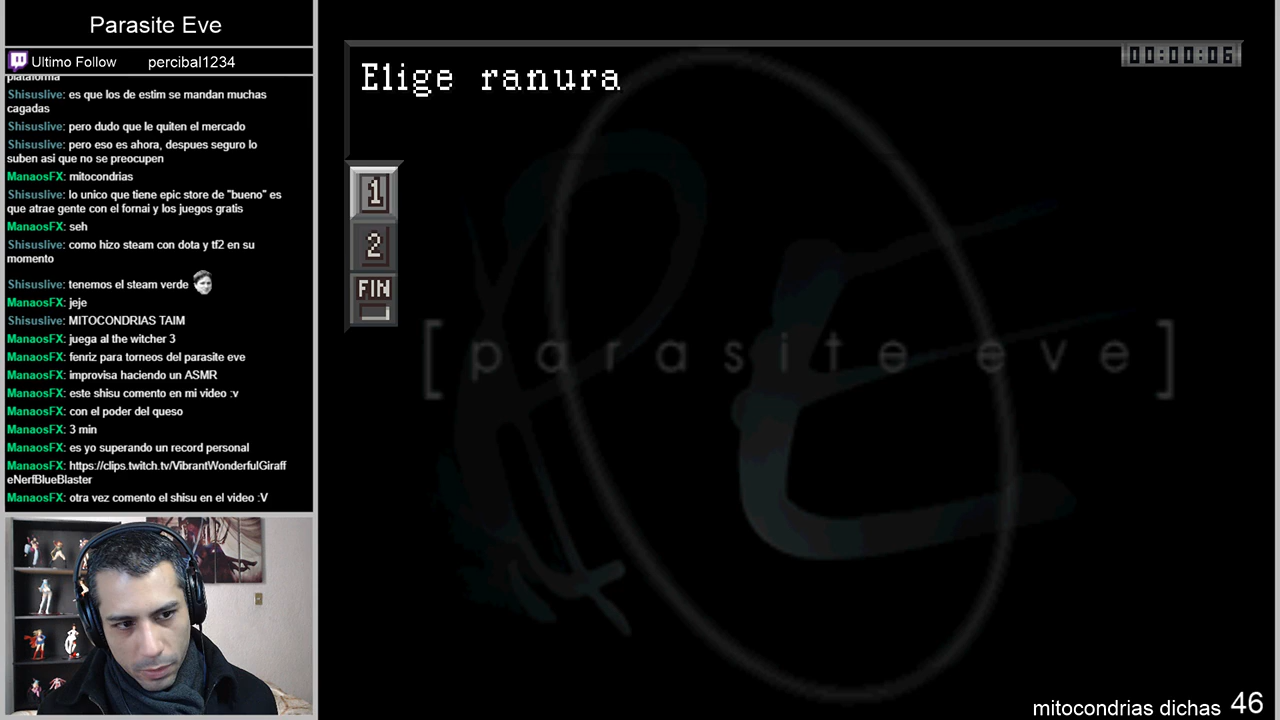 Parasite Eve
Ultimo Follow percibal1234
plataforma
Shisuslive: es que los de estim se mandan muchas
cagadas
Shisuslive: pero dudo que le quiten el mercado
Shisuslive: pero eso es ahora, despues seguro lo
suben asi que no se preocupen
ManaosFX: mitocondrias
Shisuslive: lo unico que tiene epic store de "bueno" es
que atrae gente con el fornai y los juegos gratis
ManaosFX: seh
Shisuslive: como hizo steam con dota y tf2 en su
momento
Shisuslive: tenemos el steam verde
ManaosFX: jeje
Shisuslive: MITOCONDRIAS TAIM
ManaosFX: juega al the witcher 3
ManaosFX: fenriz para torneos del parasite eve
ManaosFX: improvisa haciendo un ASMR
ManaosFX: este shisu comento en mi video :v
ManaosFX: con el poder del queso
ManaosFX: 3 min
ManaosFX: es yo superando un record personal
ManaosFX: https://clips.twitch.tv/VibrantWonderfulGiraff
eNerfBlueBlaster
ManaosFX: otra vez comento el shisu en el video :V
00:00:06
Elige ranura
1
2
FIN
[parasite eve]
mitocondrias dichas 46